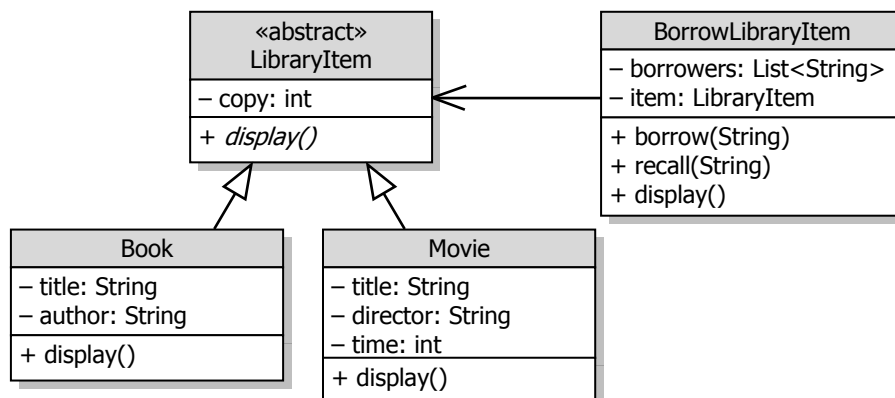 «abstract»
LibraryItem
– copy: int
+ display()
BorrowLibraryItem
– borrowers: List<String>
– item: LibraryItem
+ borrow(String)
+ recall(String)
+ display()
Book
– title: String
– author: String
+ display()
Movie
– title: String
– director: String
– time: int
+ display()